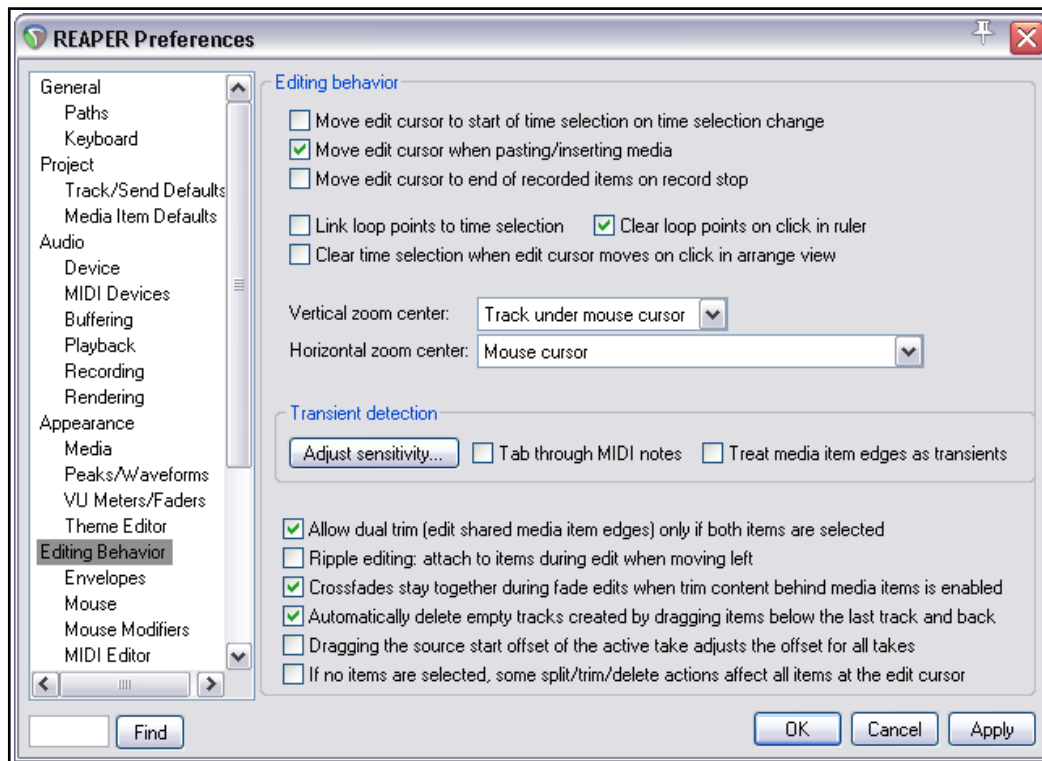 REAPER Preferences
General
Paths
Keyboard
Project
Track/Send Defaults
Media Item Defaults
Audio
Device
MIDI Devices
Buffering
Playback
Recording
Rendering
Appearance
Media
Peaks/Waveforms
VU Meters/Faders
Theme Editor
Editing Behavior
Envelopes
Mouse
Mouse Modifiers
MIDI Editor
Find
Editing behavior
Move edit cursor to start of time selection on time selection change
Move edit cursor when pasting/inserting media
Move edit cursor to end of recorded items on record stop
Link loop points to time selection Clear loop points on click in ruler
Clear time selection when edit cursor moves on click in arrange view
Vertical zoom center: Track under mouse cursor
Horizontal zoom center: Mouse cursor
Transient detection
Adjust sensitivity... Tab through MIDI notes Treat media item edges as transients
Allow dual trim (edit shared media item edges) only if both items are selected
Ripple editing: attach to items during edit when moving left
Crossfades stay together during fade edits when trim content behind media items is enabled
Automatically delete empty tracks created by dragging items below the last track and back
Dragging the source start offset of the active take adjusts the offset for all takes
If no items are selected, some split/trim/delete actions affect all items at the edit cursor
OK Cancel Apply